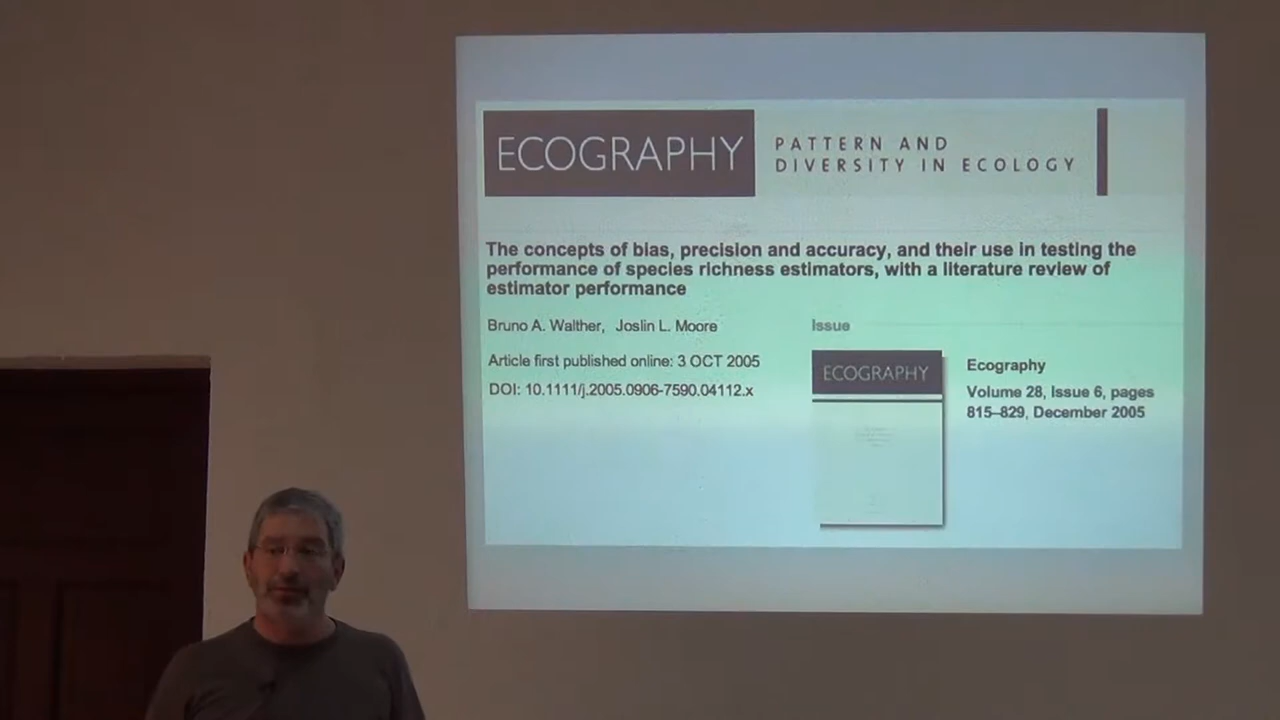 ECOGRAPHY
PATTERN AND
DIVERSITY IN ECOLOGY
The concepts of bias, precision and accuracy, and their use in testing the
performance of species richness estimators, with a literature review of
estimator performance
Bruno A. Walther, Joslin L. Moore
Article first published online: 3 OCT 2005
DOI: 10.1111/j.2005.0906-7590.04112.x
Issue
ECOGRAPHY
Ecography
Volume 28, Issue 6, pages
815–829, December 2005